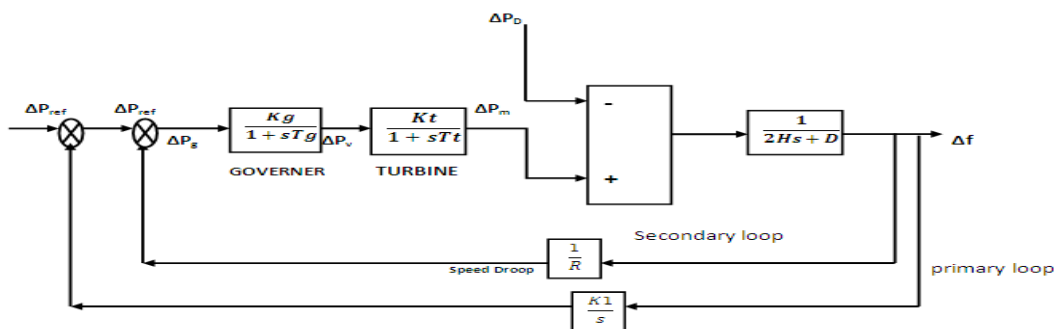 ΔP_D
ΔP_ref
ΔP_ref
ΔP_g
Kg
1 + sTg
ΔP_v
Kt
1 + sTt
ΔP_m
-
+
1
2Hs + D
Δf
GOVERNER
TURBINE
Secondary loop
1
R
Speed Droop
primary loop
K1
s